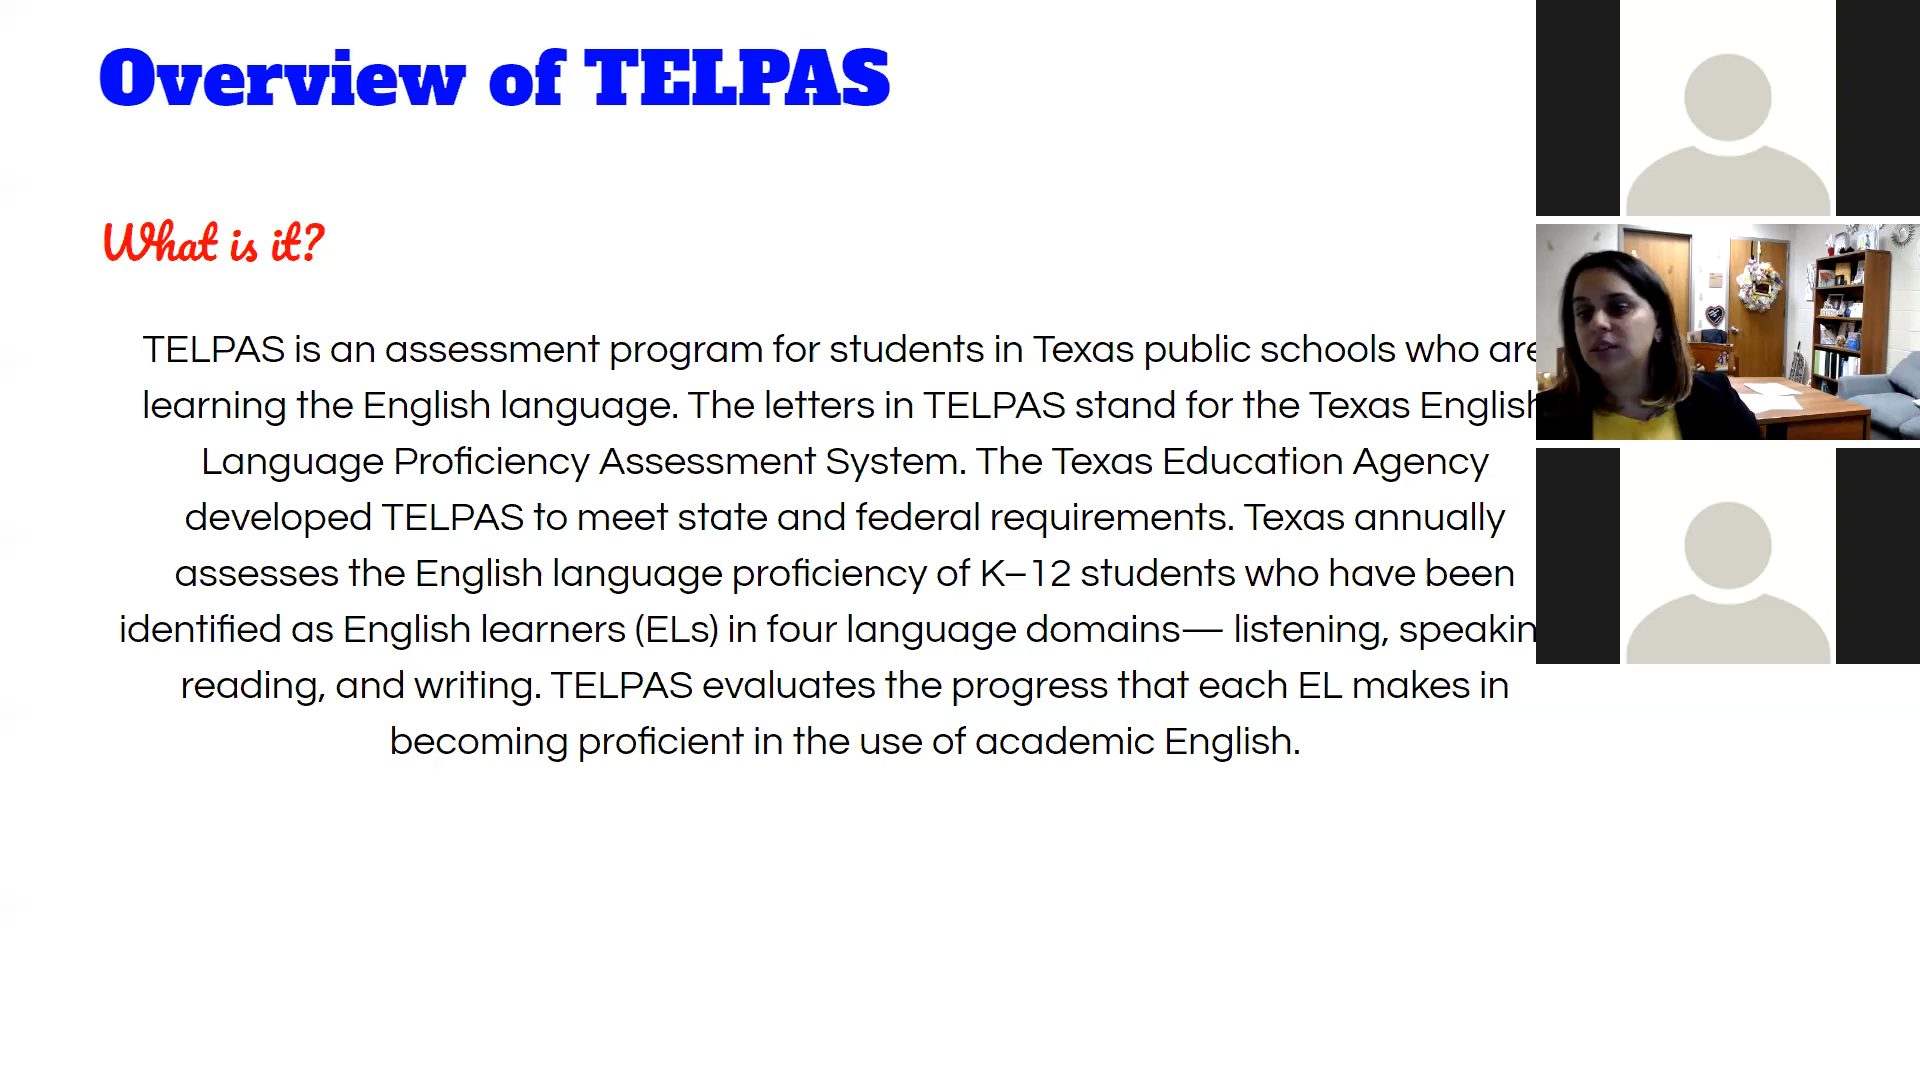 Overview of TELPAS
What is it?
TELPAS is an assessment program for students in Texas public schools who are
learning the English language. The letters in TELPAS stand for the Texas English
Language Proficiency Assessment System. The Texas Education Agency
developed TELPAS to meet state and federal requirements. Texas annually
assesses the English language proficiency of K–12 students who have been
identified as English learners (ELs) in four language domains— listening, speakin
reading, and writing. TELPAS evaluates the progress that each EL makes in
becoming proficient in the use of academic English.